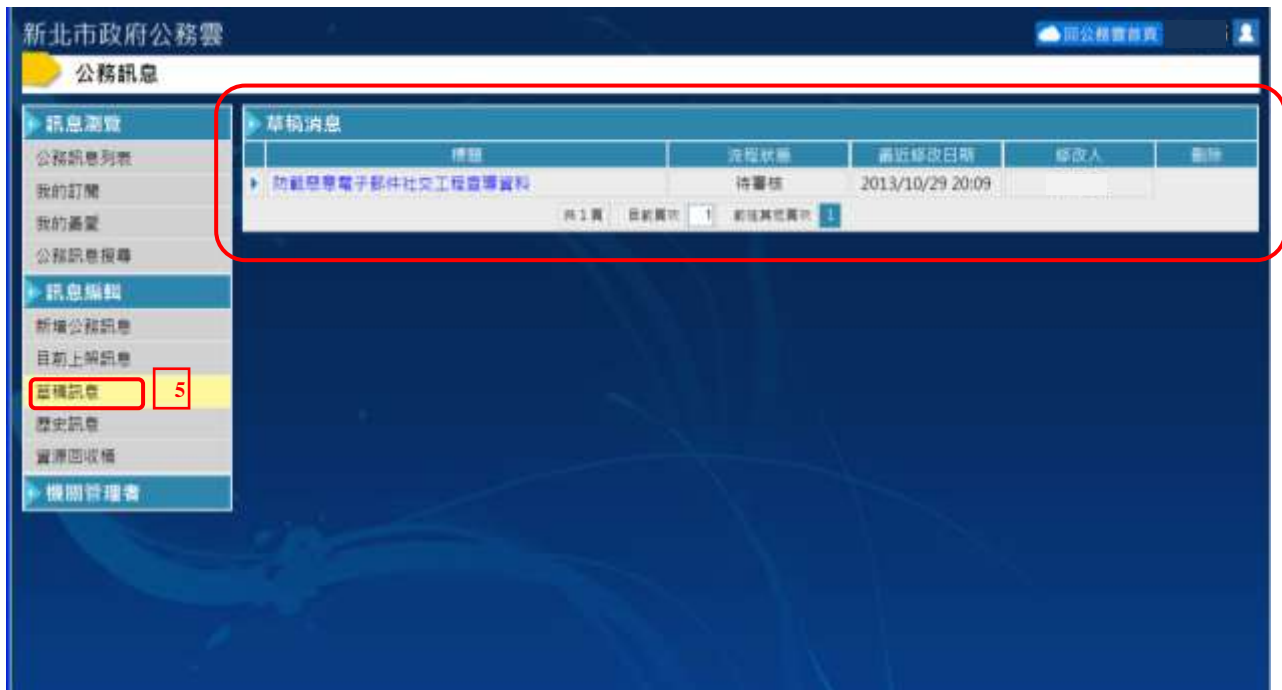 新北市政府公務雲
回公務雲首頁
公務訊息
訊息瀏覽
公務訊息列表
我的訂閱
我的最愛
公務訊息搜尋
訊息編輯
新增公務訊息
目前上架訊息
草稿訊息
5
歷史訊息
資源回收桶
機關管理者
草稿消息
標題 流程狀態 最近修改日期 修改人 刪除
防範惡意電子郵件社交工程宣導資料 待審核 2013/10/29 20:09
共1頁 目前頁次 1 前往其他頁次 1